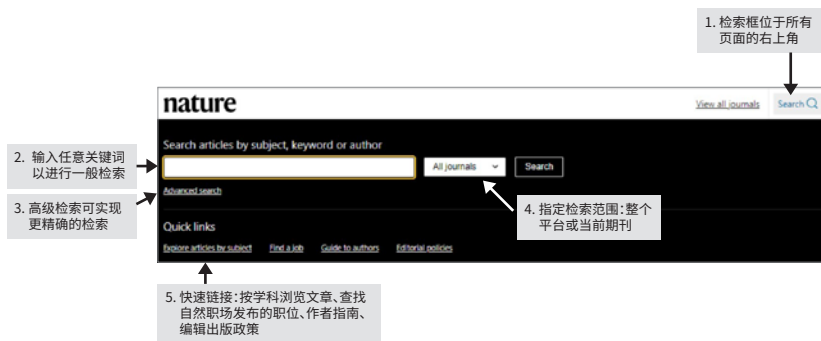 1. 检索框位于所有
页面的右上角
nature
View all journals
Search
Search articles by subject, keyword or author
2. 输入任意关键词
以进行一般检索
All journals
Search
Advanced search
3. 高级检索可实现
更精确的检索
4. 指定检索范围：整个
平台或当前期刊
Quick links
Explore articles by subject
Find a job
Guide to authors
Editorial policies
5. 快速链接：按学科浏览文章、查找
自然职场发布的职位、作者指南、
编辑出版政策